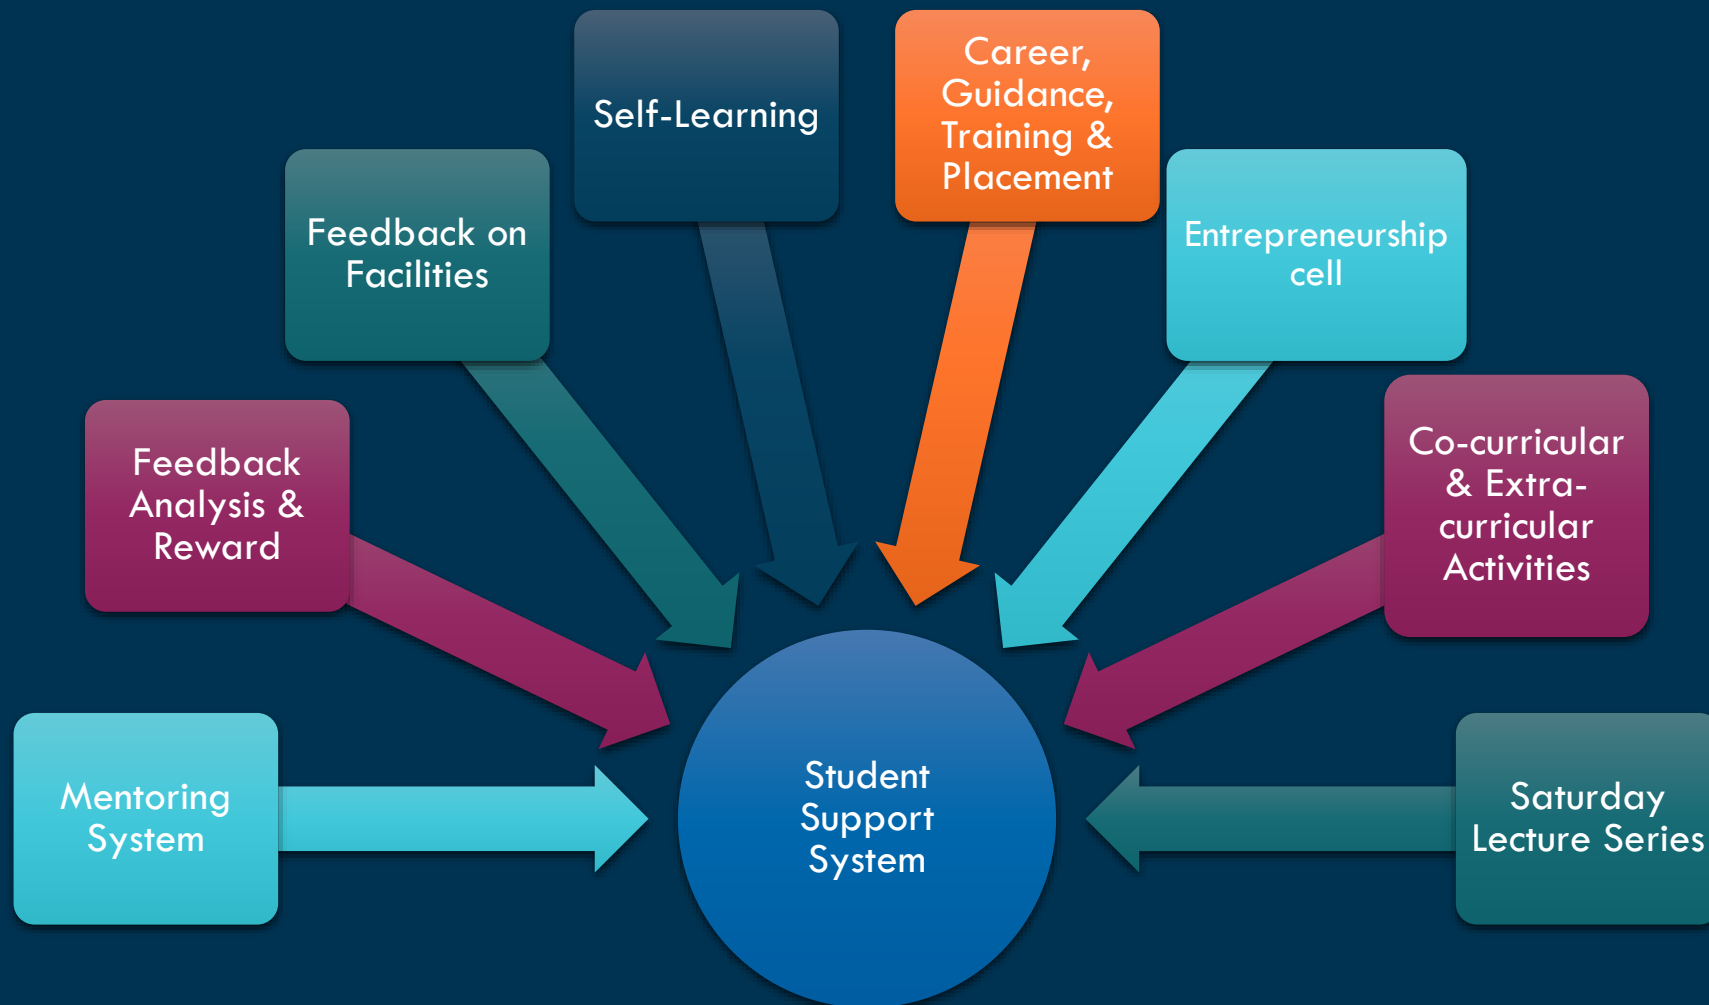 Self-Learning
Career,
Guidance,
Training &
Placement
Feedback on
Facilities
Entrepreneurship
cell
Feedback
Analysis &
Reward
Co-curricular
& Extra-
curricular
Activities
Mentoring
System
Student
Support
System
Saturday
Lecture Series